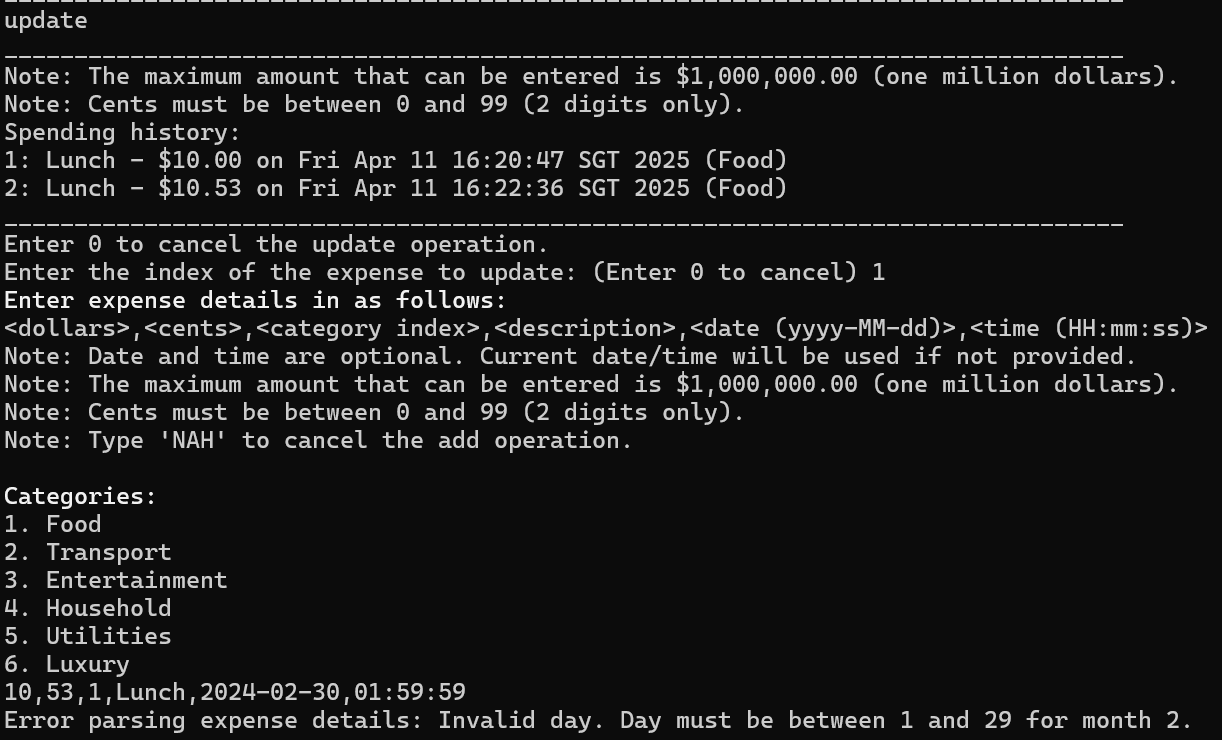 update
________________________________________________________________________________
Note: The maximum amount that can be entered is $1,000,000.00 (one million dollars).
Note: Cents must be between 0 and 99 (2 digits only).
Spending history:
1: Lunch - $10.00 on Fri Apr 11 16:20:47 SGT 2025 (Food)
2: Lunch - $10.53 on Fri Apr 11 16:22:36 SGT 2025 (Food)
________________________________________________________________________________
Enter 0 to cancel the update operation.
Enter the index of the expense to update: (Enter 0 to cancel) 1
Enter expense details in as follows:
<dollars>,<cents>,<category index>,<description>,<date (yyyy-MM-dd)>,<time (HH:mm:ss)>
Note: Date and time are optional. Current date/time will be used if not provided.
Note: The maximum amount that can be entered is $1,000,000.00 (one million dollars).
Note: Cents must be between 0 and 99 (2 digits only).
Note: Type 'NAH' to cancel the add operation.

Categories:
1. Food
2. Transport
3. Entertainment
4. Household
5. Utilities
6. Luxury
10,53,1,Lunch,2024-02-30,01:59:59
Error parsing expense details: Invalid day. Day must be between 1 and 29 for month 2.